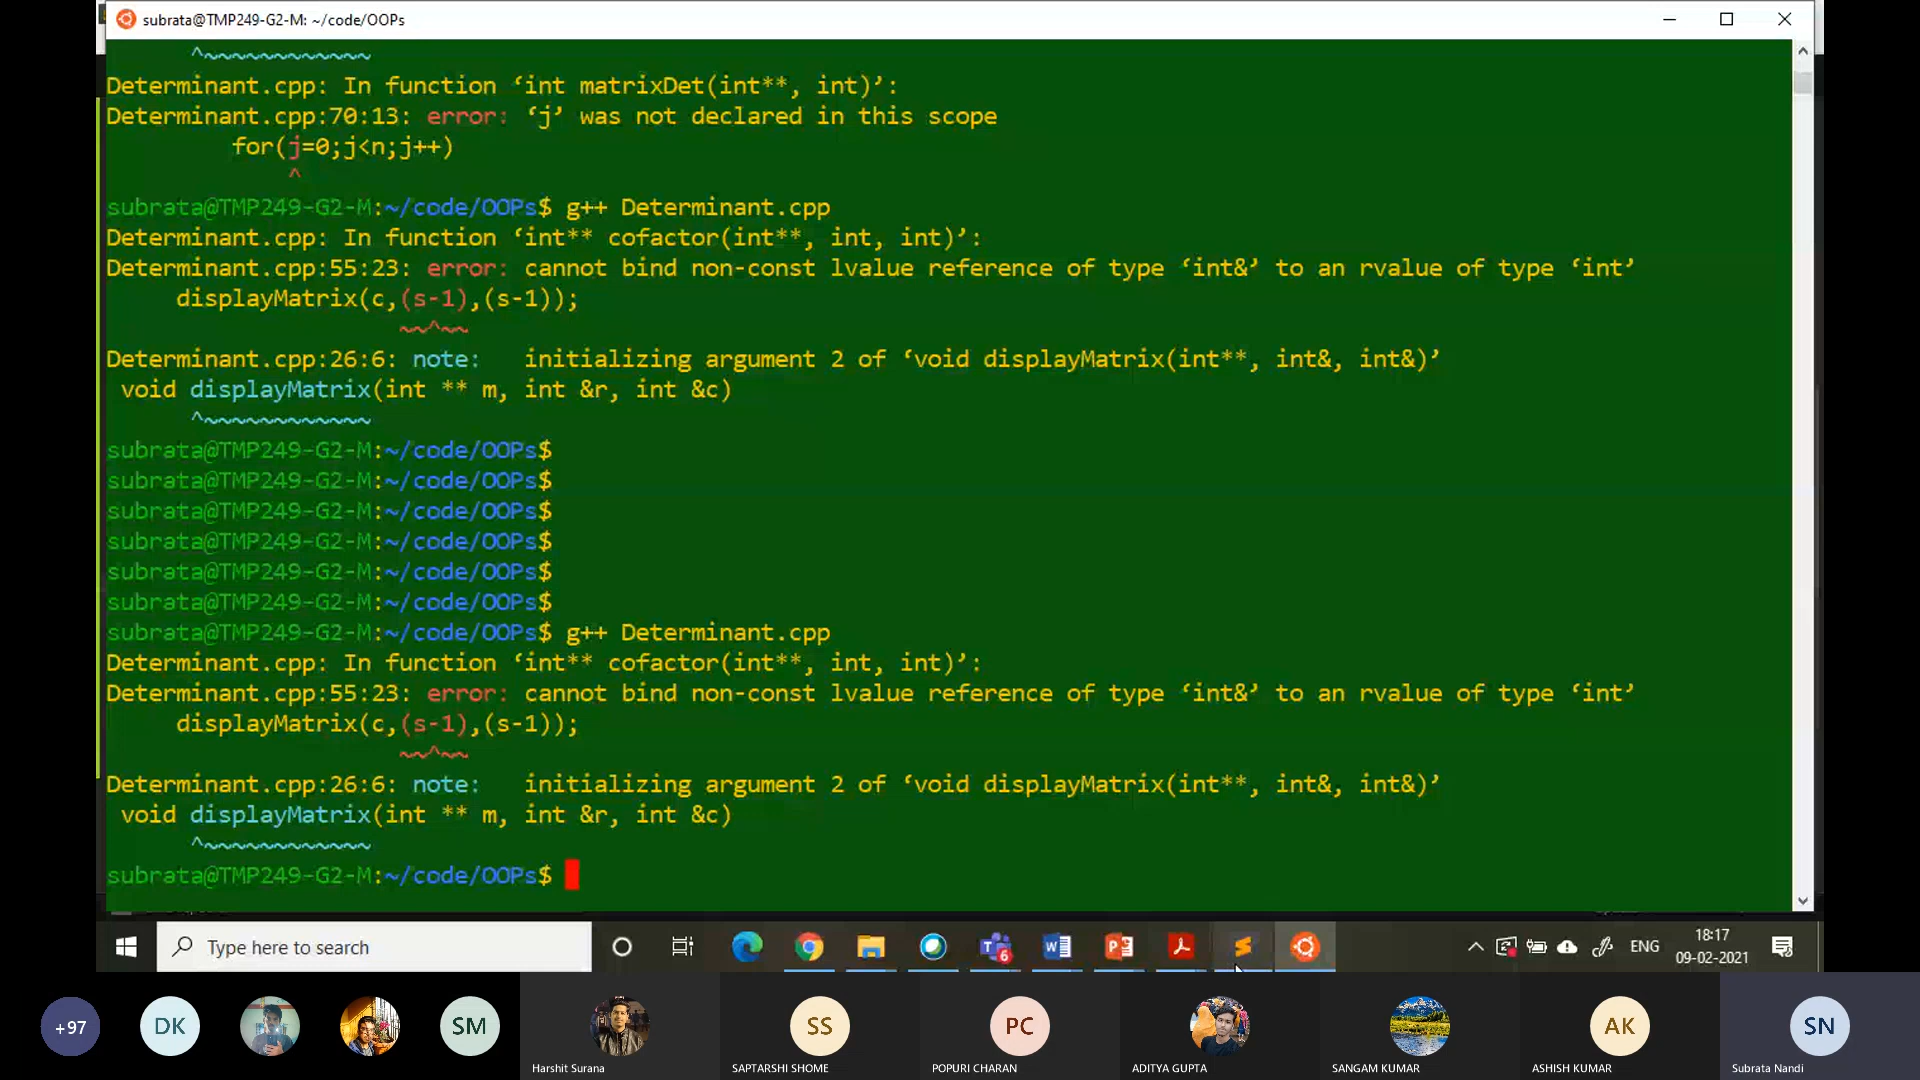 subrata@TMP249-G2-M: ~/code/OOPs
^~~~~~~~~~~~~
Determinant.cpp: In function ‘int matrixDet(int**, int)’:
Determinant.cpp:70:13: error: ‘j’ was not declared in this scope
for(j=0;j<n;j++)
^
subrata@TMP249-G2-M:~/code/OOPs$ g++ Determinant.cpp
Determinant.cpp: In function ‘int** cofactor(int**, int, int)’:
Determinant.cpp:55:23: error: cannot bind non-const lvalue reference of type ‘int&’ to an rvalue of type ‘int’
displayMatrix(c,(s-1),(s-1));
~~^~~
Determinant.cpp:26:6: note:   initializing argument 2 of ‘void displayMatrix(int**, int&, int&)’
void displayMatrix(int ** m, int &r, int &c)
^~~~~~~~~~~~~
subrata@TMP249-G2-M:~/code/OOPs$
subrata@TMP249-G2-M:~/code/OOPs$
subrata@TMP249-G2-M:~/code/OOPs$
subrata@TMP249-G2-M:~/code/OOPs$
subrata@TMP249-G2-M:~/code/OOPs$
subrata@TMP249-G2-M:~/code/OOPs$
subrata@TMP249-G2-M:~/code/OOPs$ g++ Determinant.cpp
Determinant.cpp: In function ‘int** cofactor(int**, int, int)’:
Determinant.cpp:55:23: error: cannot bind non-const lvalue reference of type ‘int&’ to an rvalue of type ‘int’
displayMatrix(c,(s-1),(s-1));
~~^~~
Determinant.cpp:26:6: note:   initializing argument 2 of ‘void displayMatrix(int**, int&, int&)’
void displayMatrix(int ** m, int &r, int &c)
^~~~~~~~~~~~~
subrata@TMP249-G2-M:~/code/OOPs$
Type here to search
6
ENG
18:17
09-02-2021
+97
DK
SM
SS
PC
AK
SN
Harshit Surana
SAPTARSHI SHOME
POPURI CHARAN
ADITYA GUPTA
SANGAM KUMAR
ASHISH KUMAR
Subrata Nandi